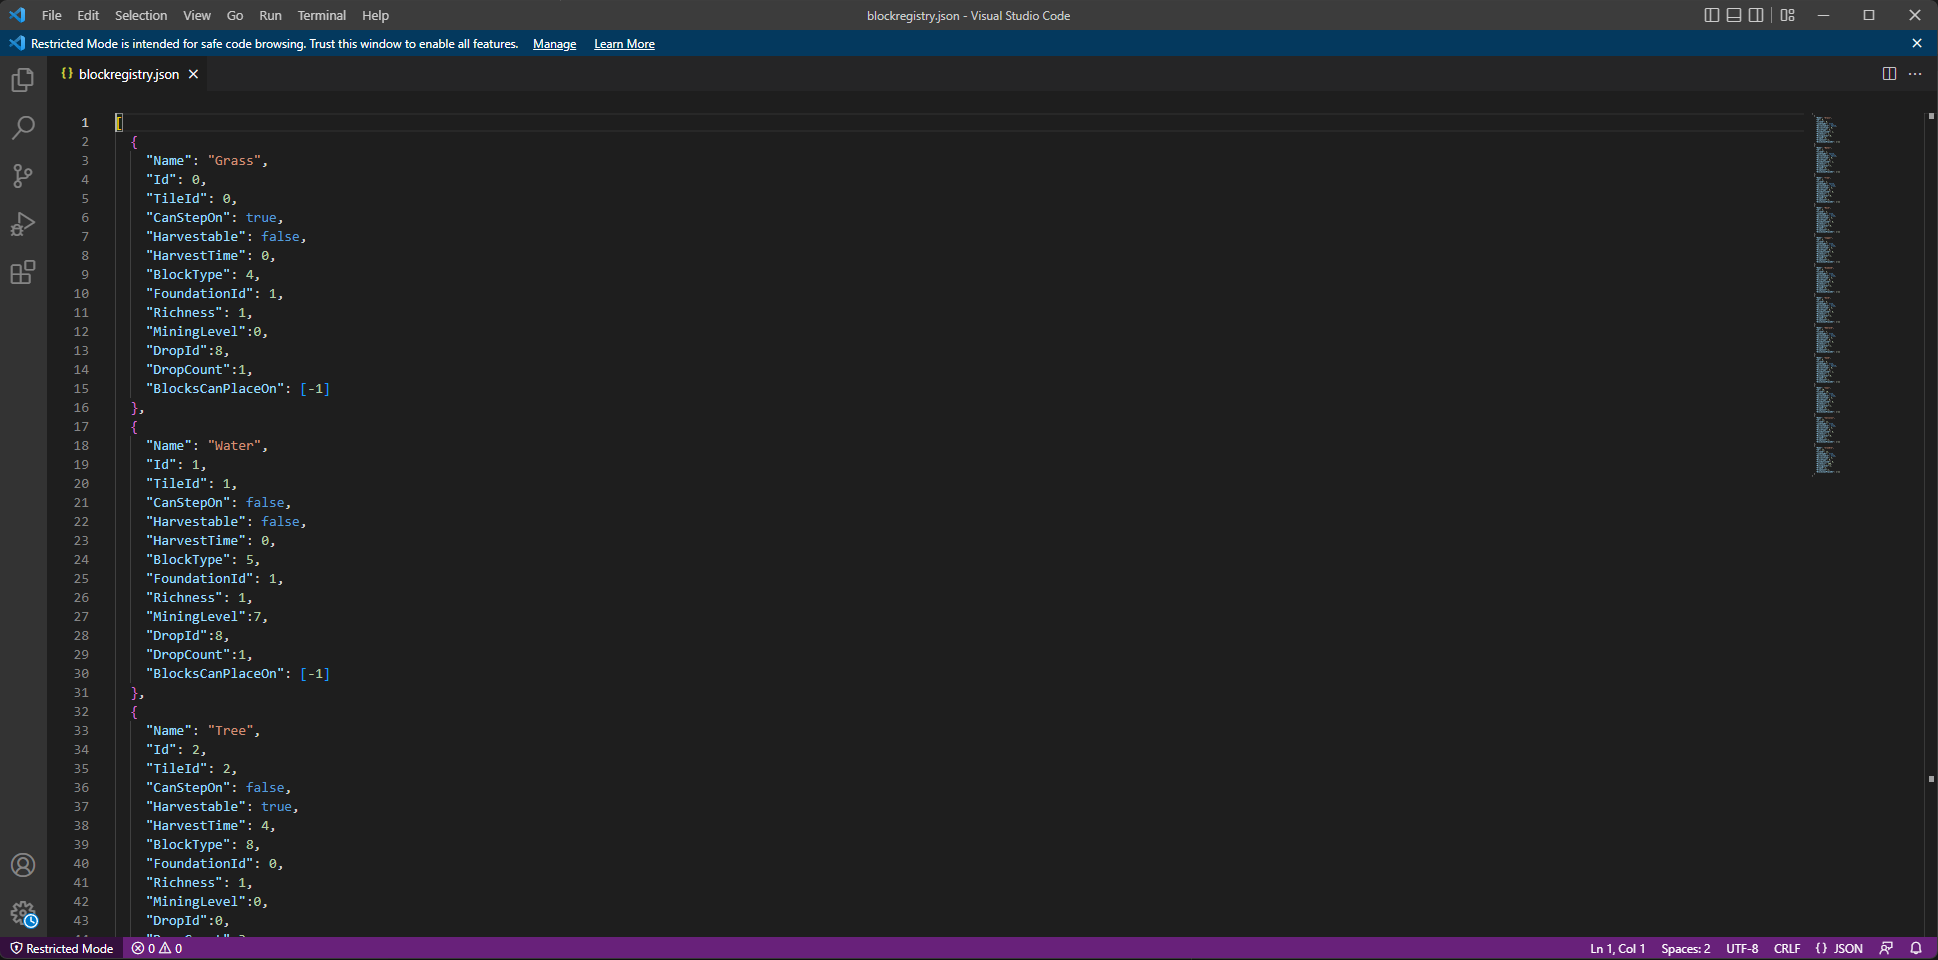 File Edit Selection View Go Run Terminal Help
blockregistry.json - Visual Studio Code
Restricted Mode is intended for safe code browsing. Trust this window to enable all features. Manage Learn More
{} blockregistry.json
1 [
2 {
3 "Name": "Grass",
4 "Id": 0,
5 "TileId": 0,
6 "CanStepOn": true,
7 "Harvestable": false,
8 "HarvestTime": 0,
9 "BlockType": 4,
10 "FoundationId": 1,
11 "Richness": 1,
12 "MiningLevel":0,
13 "DropId":8,
14 "DropCount":1,
15 "BlocksCanPlaceOn": [-1]
16 },
17 {
18 "Name": "Water",
19 "Id": 1,
20 "TileId": 1,
21 "CanStepOn": false,
22 "Harvestable": false,
23 "HarvestTime": 0,
24 "BlockType": 5,
25 "FoundationId": 1,
26 "Richness": 1,
27 "MiningLevel":7,
28 "DropId":8,
29 "DropCount":1,
30 "BlocksCanPlaceOn": [-1]
31 },
32 {
33 "Name": "Tree",
34 "Id": 2,
35 "TileId": 2,
36 "CanStepOn": false,
37 "Harvestable": true,
38 "HarvestTime": 4,
39 "BlockType": 8,
40 "FoundationId": 0,
41 "Richness": 1,
42 "MiningLevel":0,
43 "DropId":0,
Restricted Mode 0 0
Ln 1, Col 1 Spaces: 2 UTF-8 CRLF {} JSON